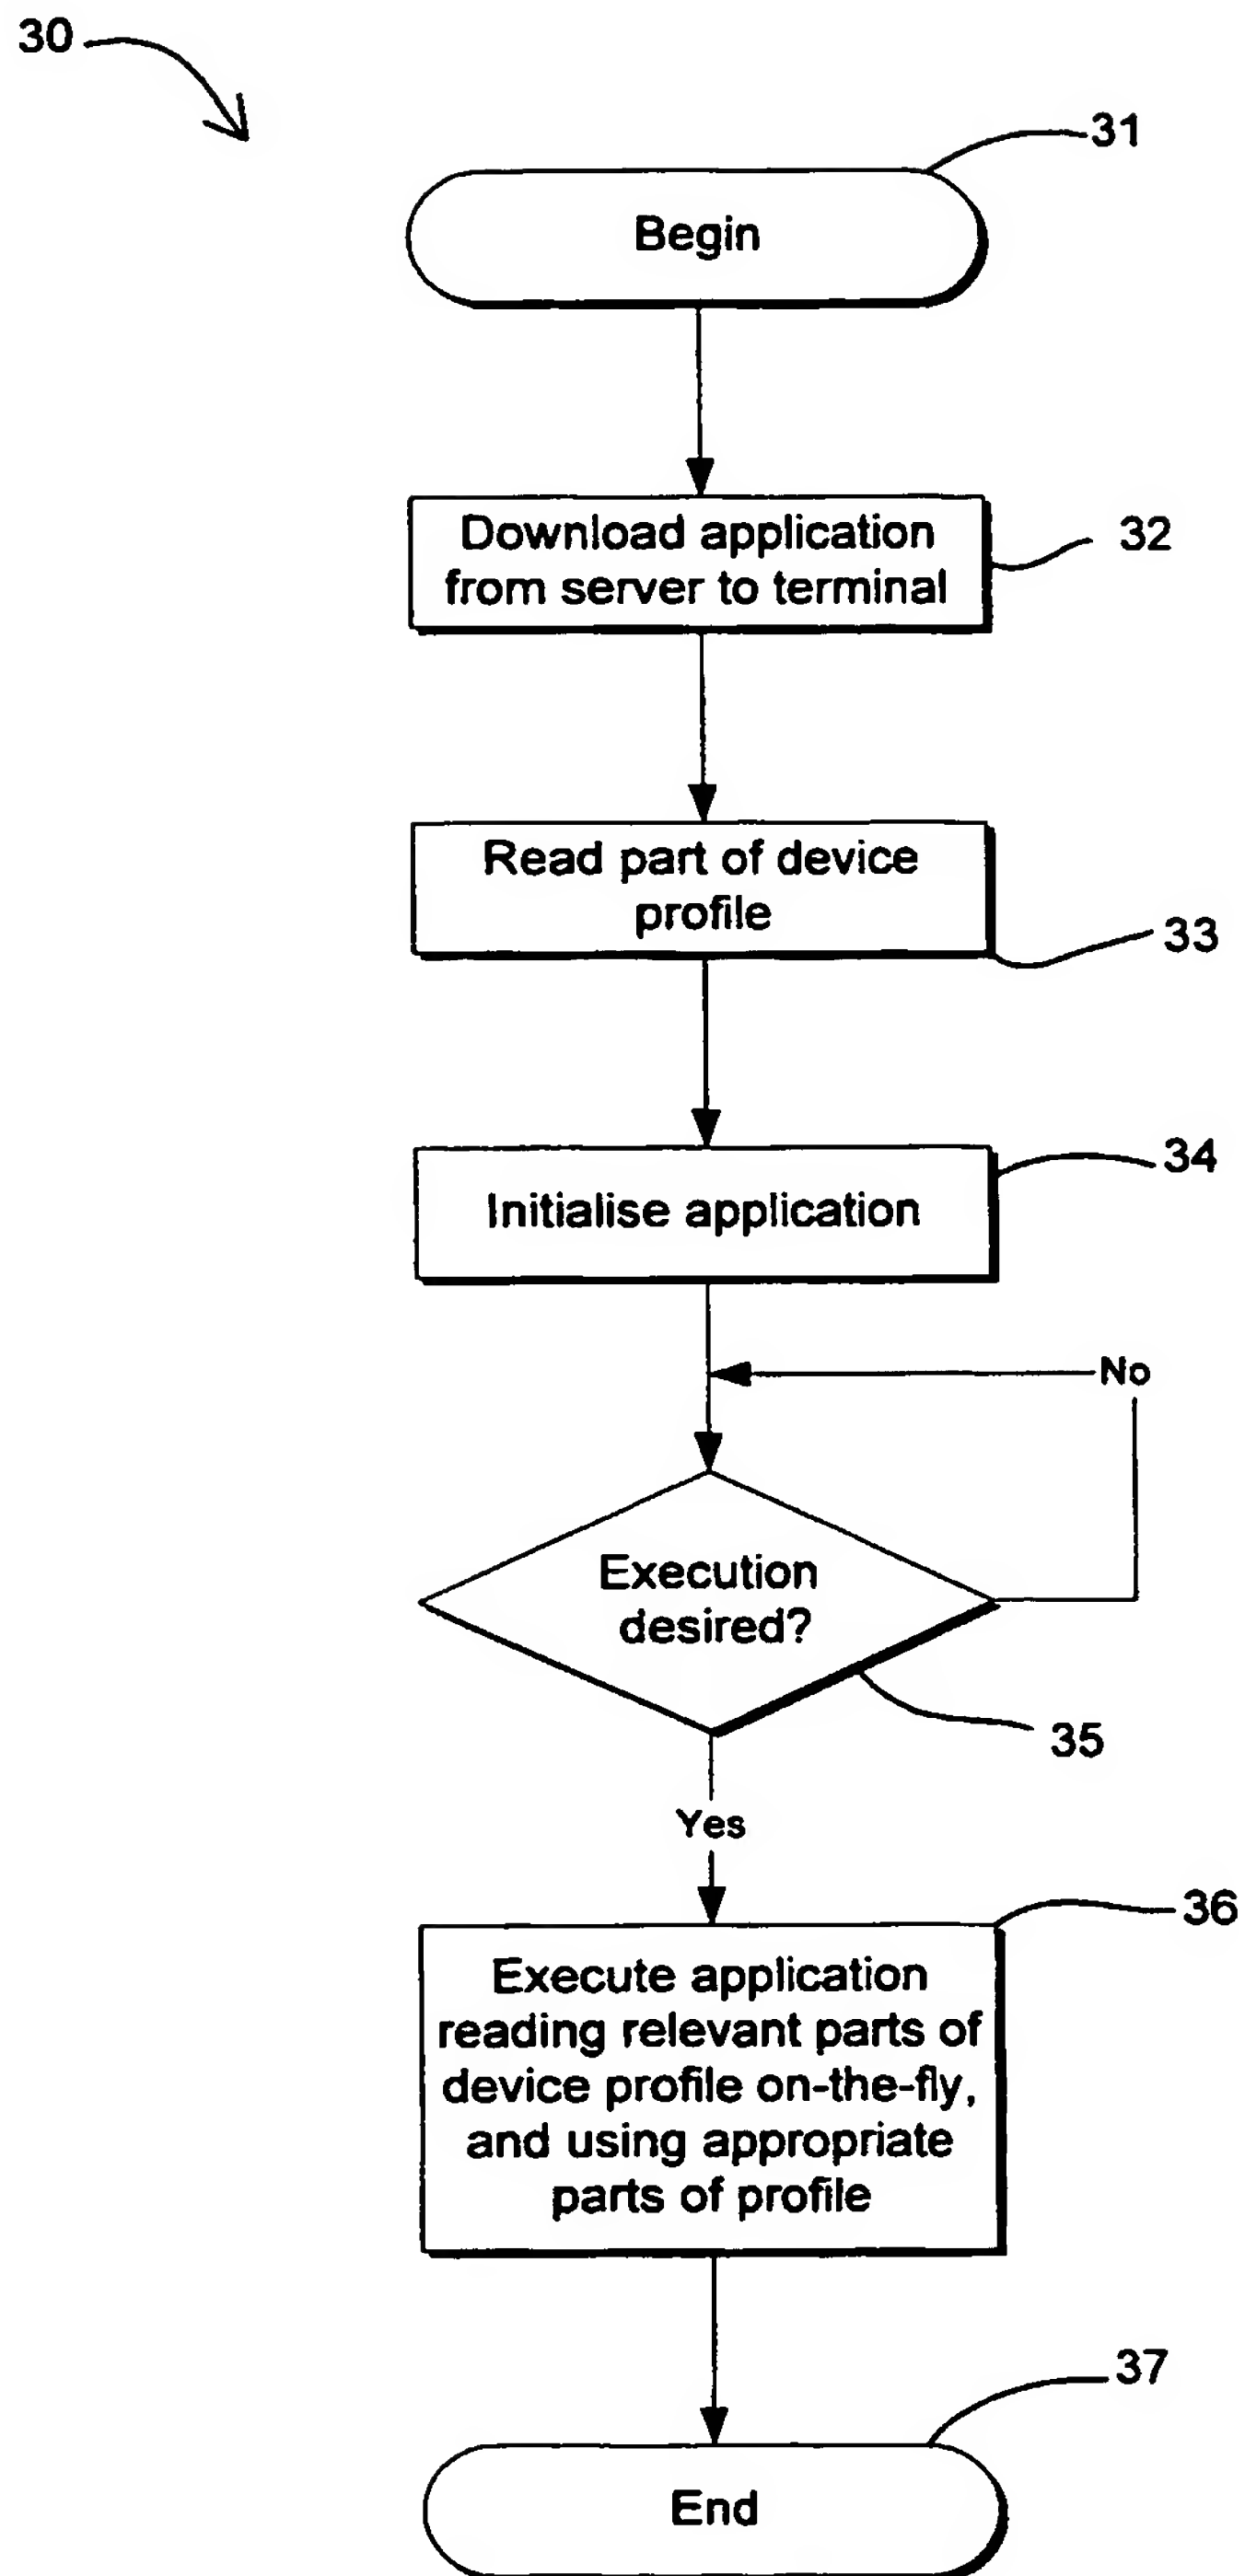 30
31
Begin
Download application
from server to terminal
32
Read part of device
profile
33
34
Initialise application
No
Execution
desired?
35
Yes
36
Execute application
reading relevant parts of
device profile on-the-fly,
and using appropriate
parts of profile
37
End